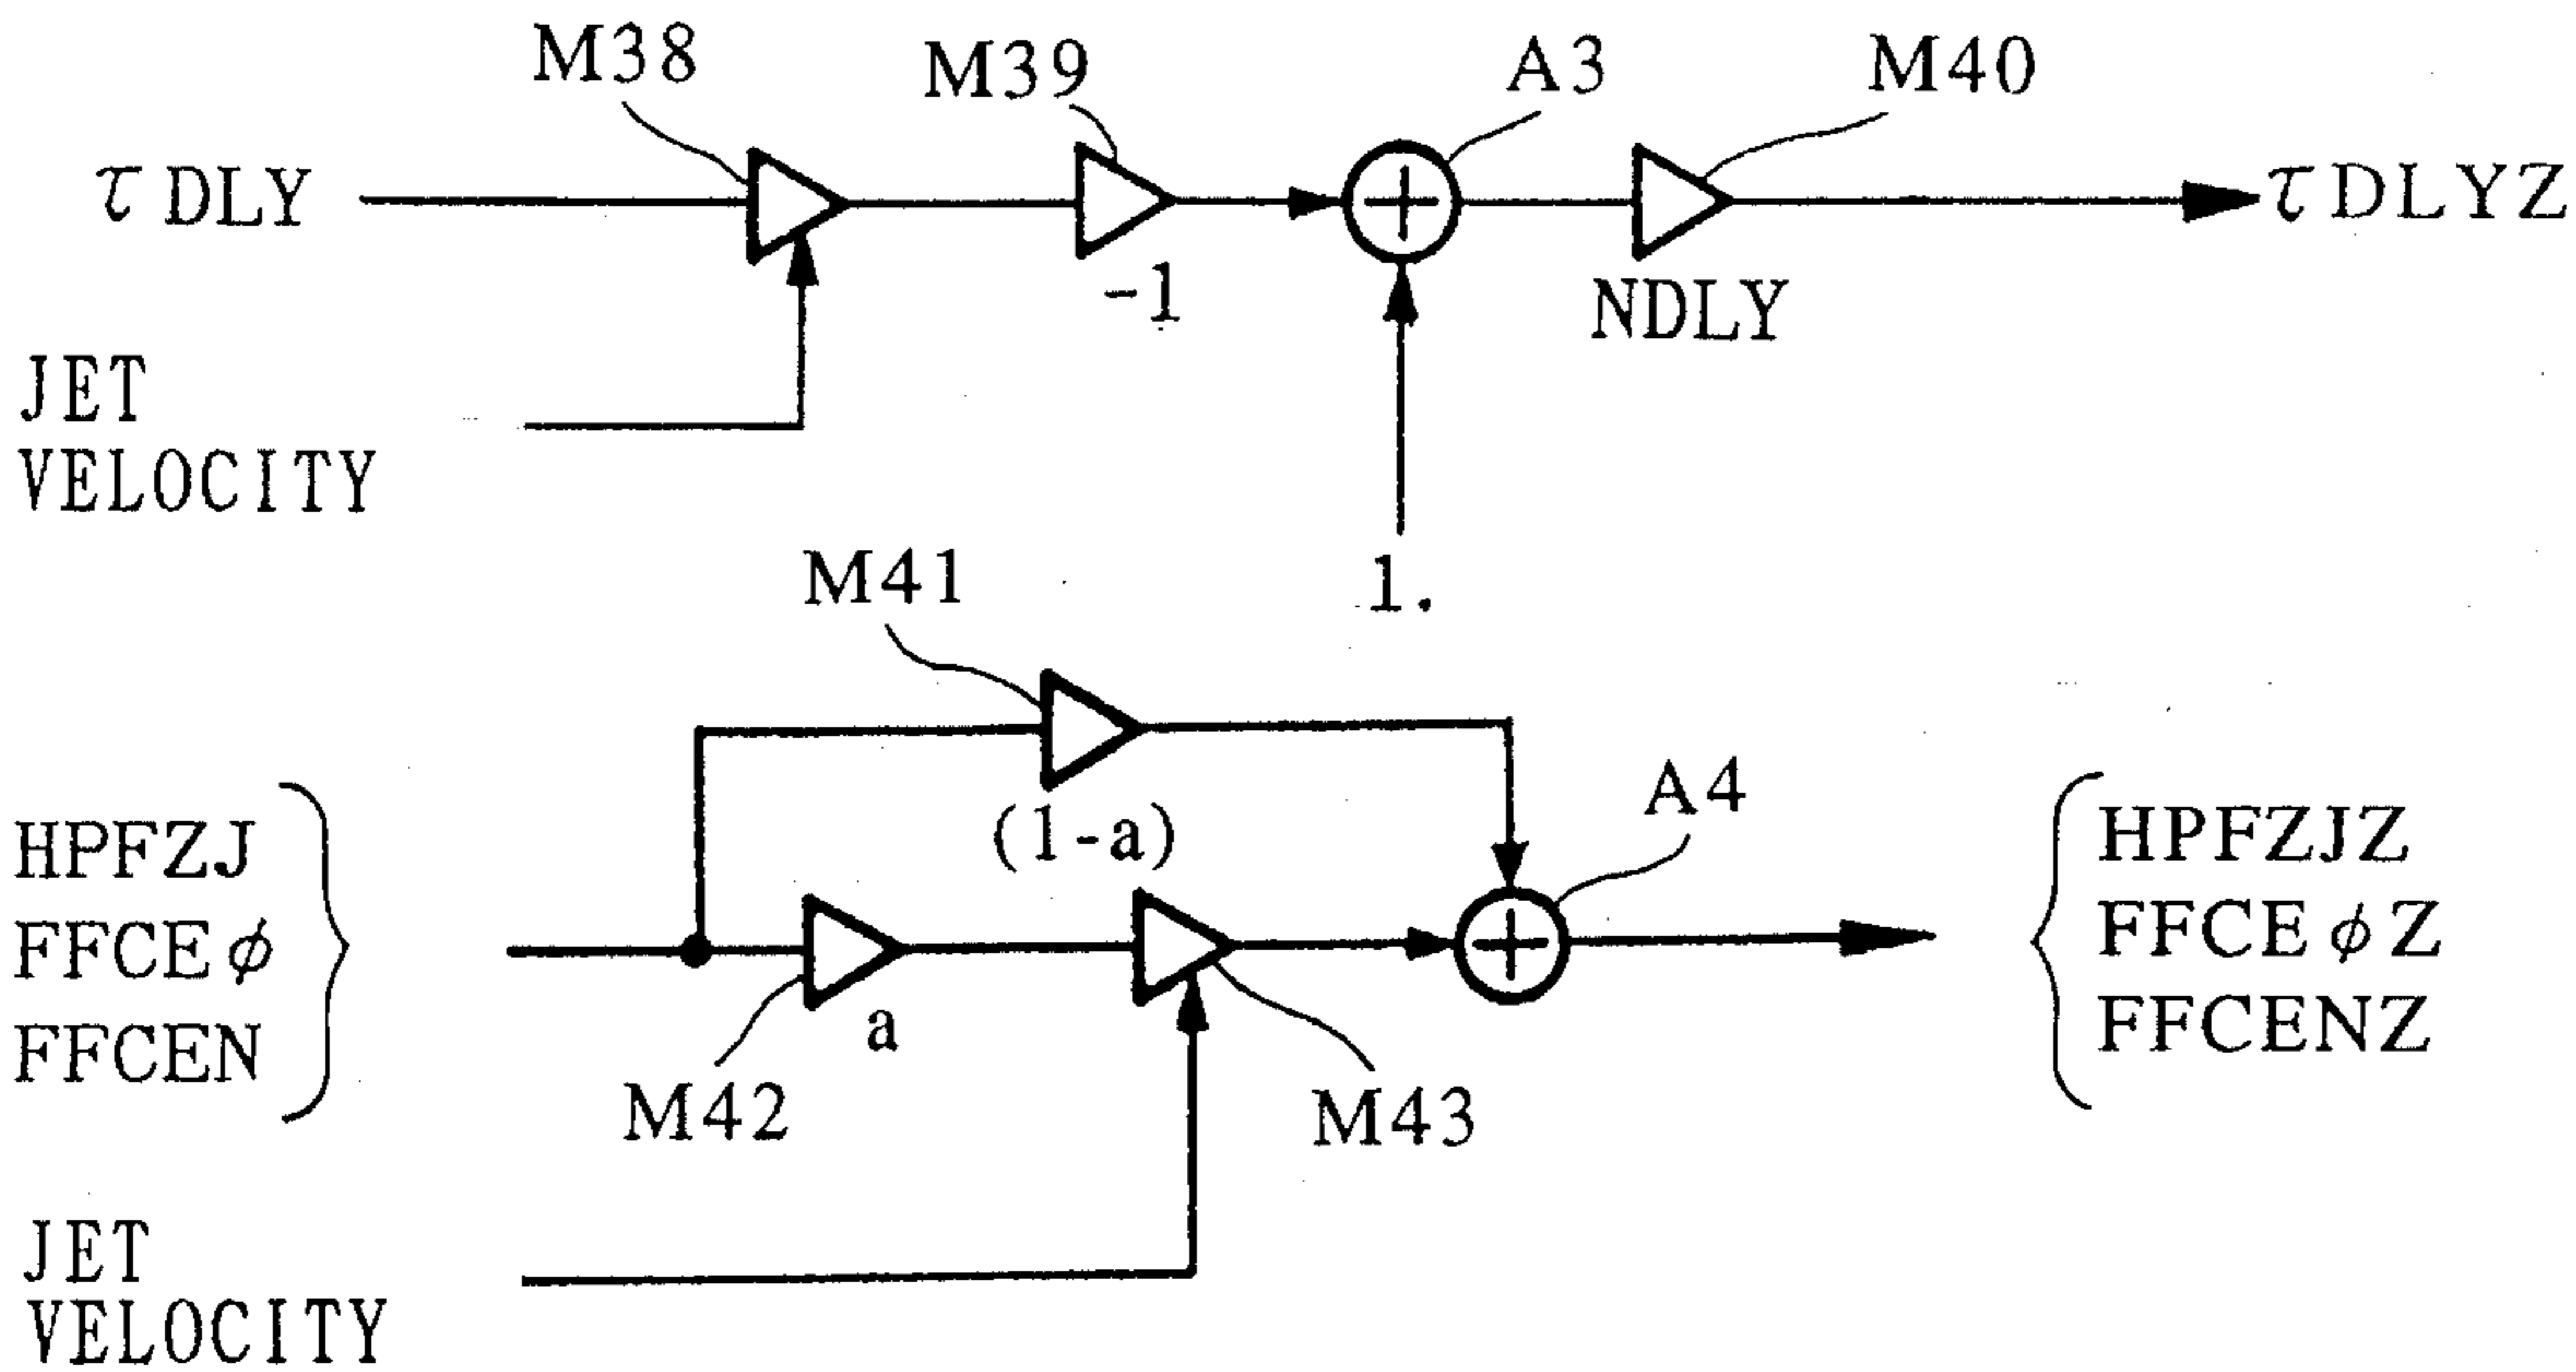 M38
M39
A3
M40
τ DLY
τ DLYZ
-1
NDLY
JET
VELOCITY
1.
M41
(1-a)
A4
HPFZJ
FFCEφ
FFCEN
HPFZJZ
FFCEφZ
FFCENZ
a
M42
M43
JET
VELOCITY